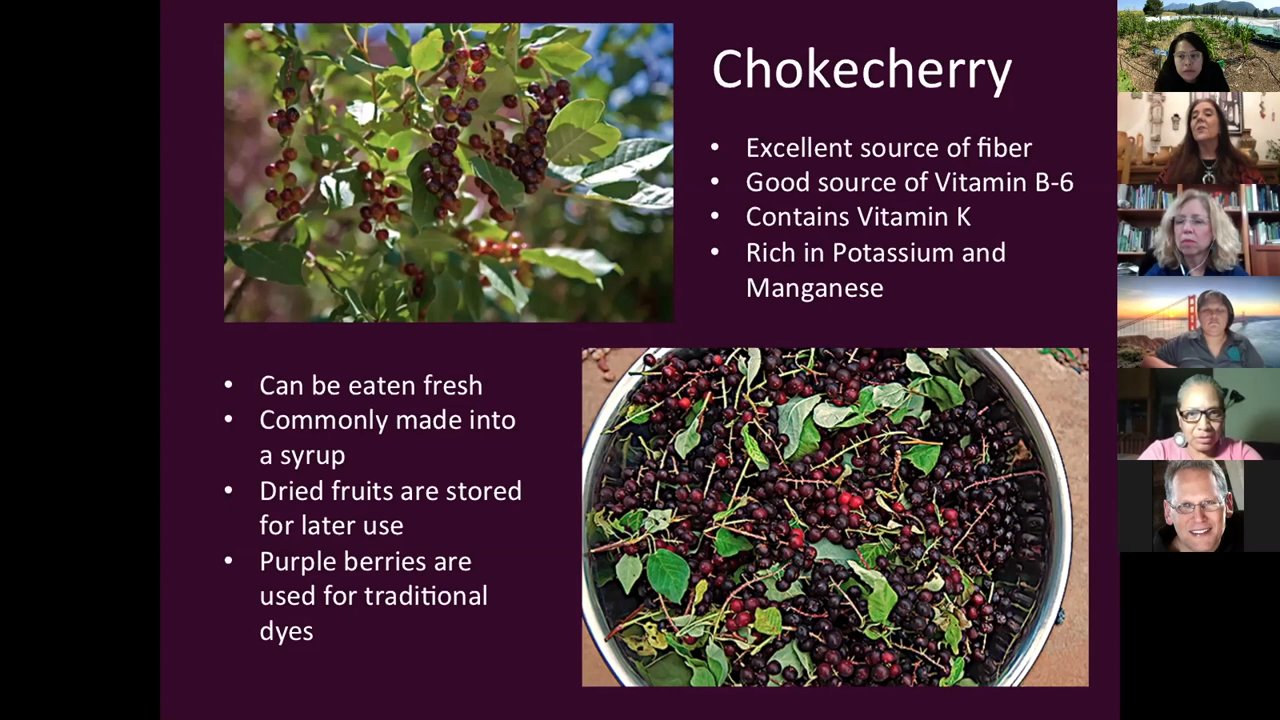 Chokecherry
• Excellent source of fiber
• Good source of Vitamin B-6
• Contains Vitamin K
• Rich in Potassium and
Manganese
• Can be eaten fresh
• Commonly made into
a syrup
• Dried fruits are stored
for later use
• Purple berries are
used for traditional
dyes